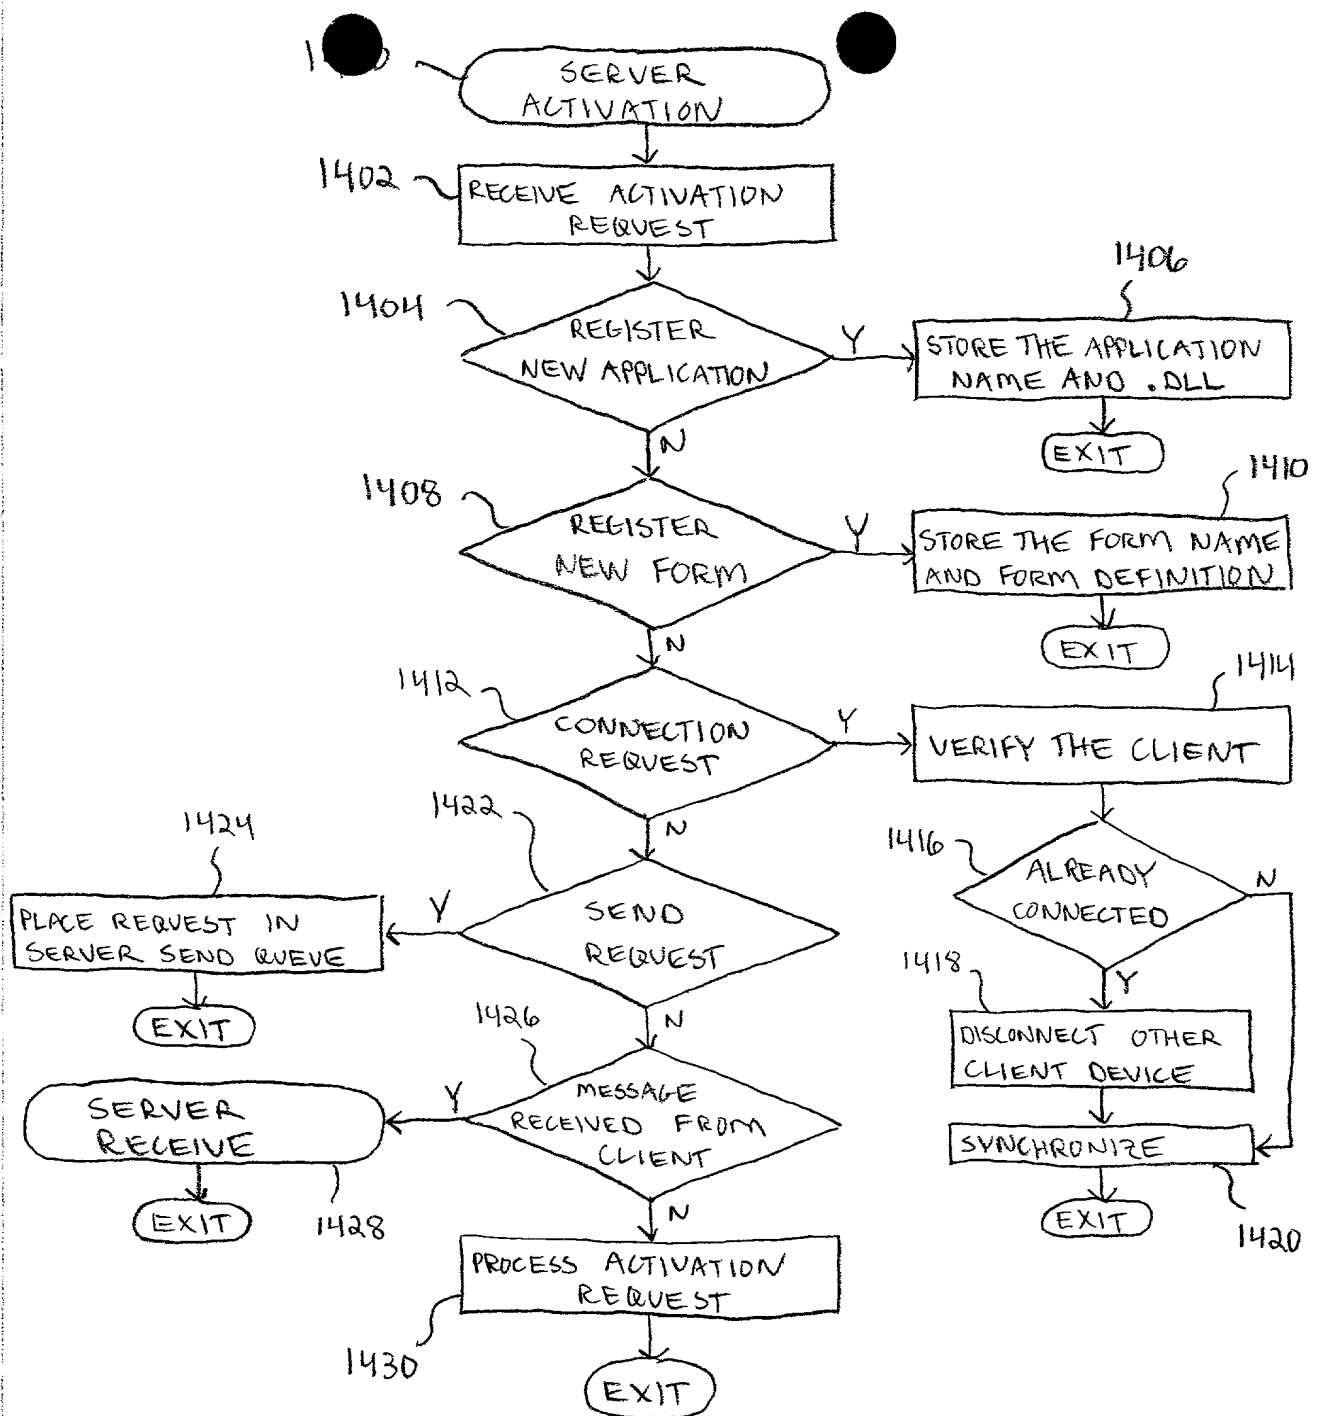 SERVER
ACTIVATION
1402
RECEIVE ACTIVATION
REQUEST
1404
REGISTER
NEW APPLICATION
Y
N
1406
STORE THE APPLICATION
NAME AND .DLL
EXIT
1408
REGISTER
NEW FORM
Y
N
1410
STORE THE FORM NAME
AND FORM DEFINITION
EXIT
1412
CONNECTION
REQUEST
Y
N
1414
VERIFY THE CLIENT
1416
ALREADY
CONNECTED
N
Y
1418
DISCONNECT OTHER
CLIENT DEVICE
SYNCHRONIZE
1420
EXIT
1422
SEND
REQUEST
Y
N
1424
PLACE REQUEST IN
SERVER SEND QUEUE
EXIT
1426
MESSAGE
RECEIVED FROM
CLIENT
Y
N
SERVER
RECEIVE
1428
EXIT
PROCESS ACTIVATION
REQUEST
1430
EXIT